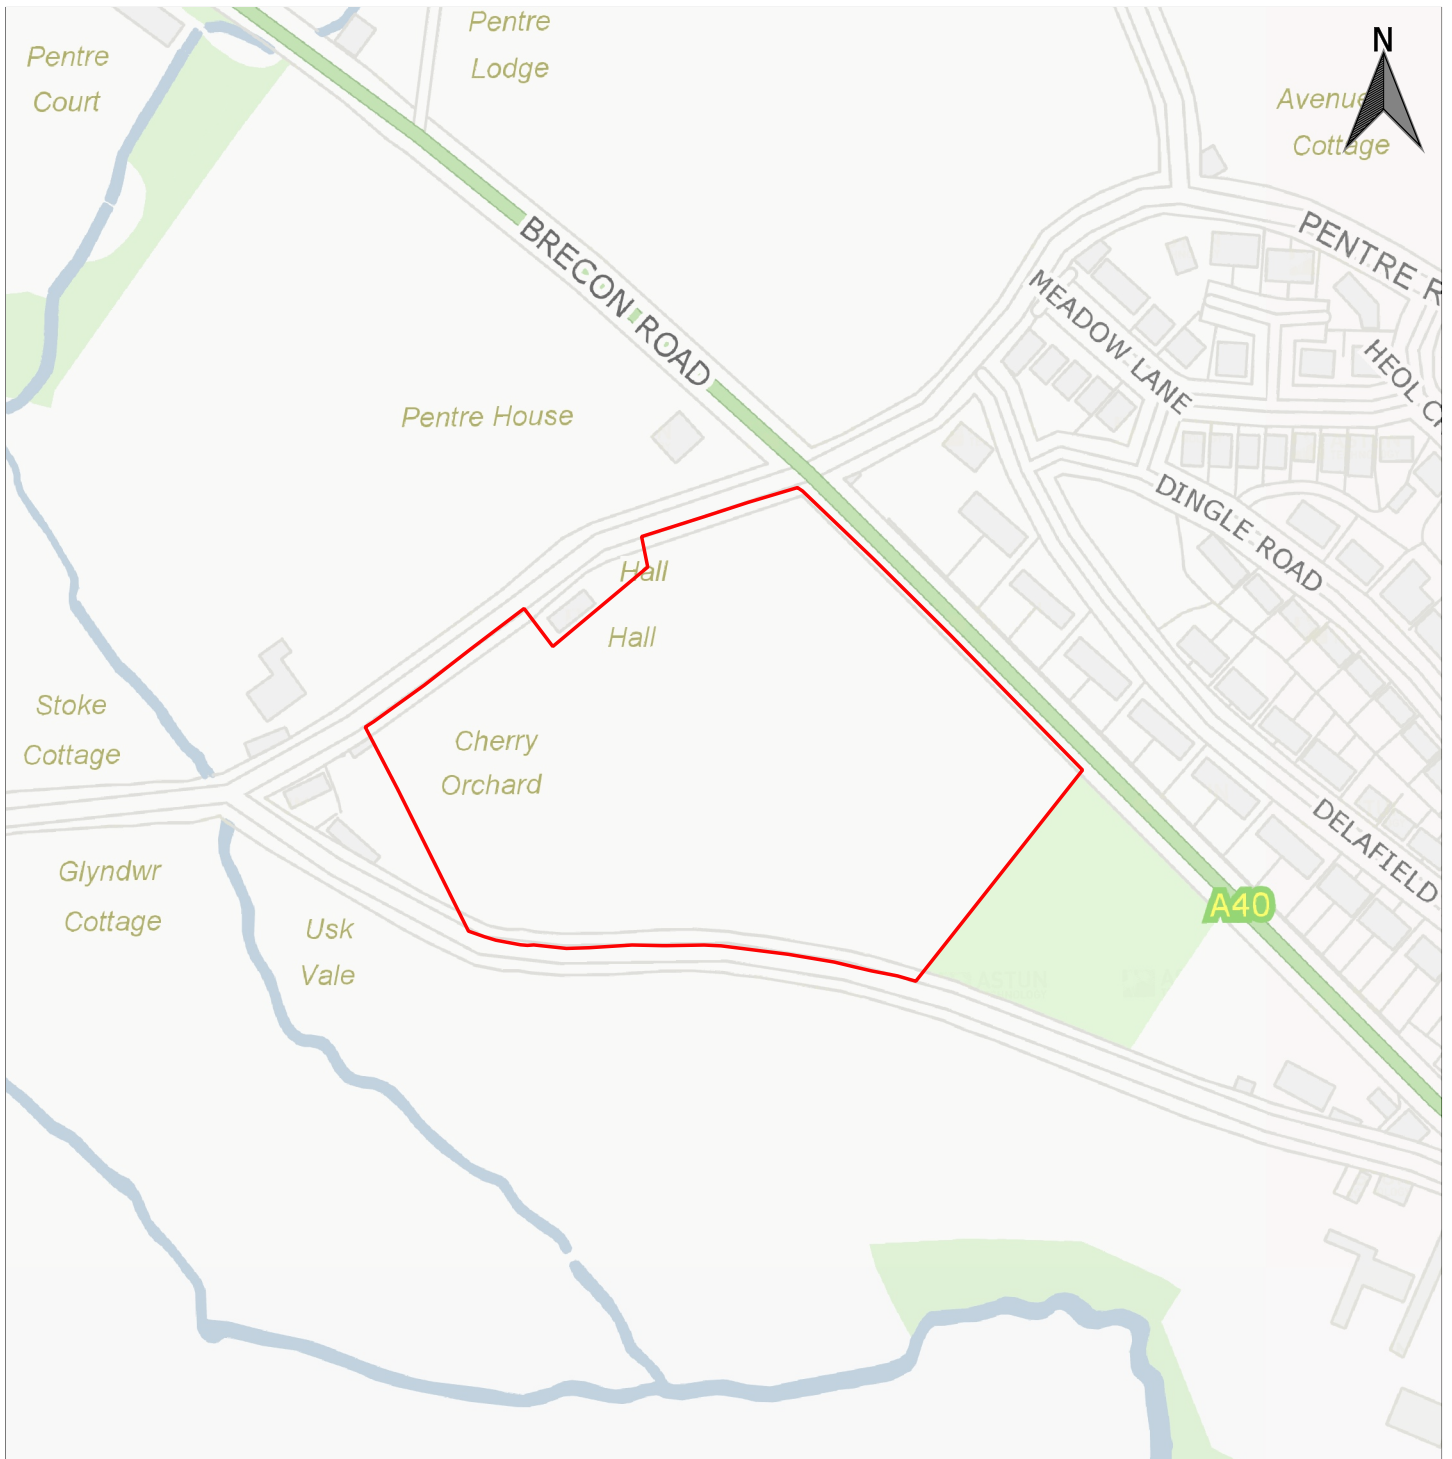 Pentre
Court
Pentre
Lodge
N
Avenue
Cottage
BRECON ROAD
PENTRE R
MEADOW LANE
HEOL
Pentre House
DINGLE ROAD
Hall
Hall
Stoke
Cottage
Cherry
Orchard
DELAFIELD
Glyndwr
Cottage
A40
Usk
Vale